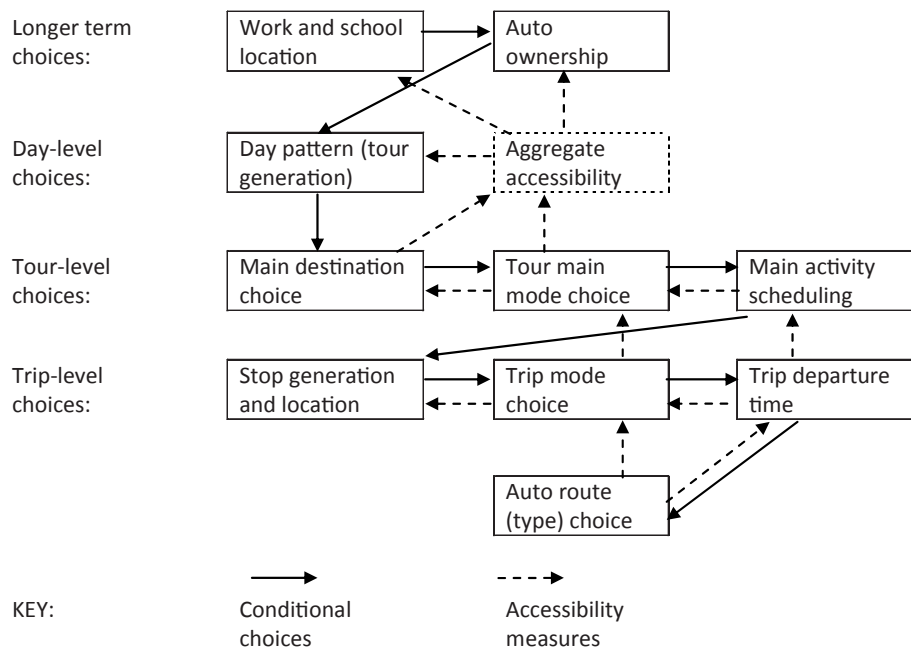 Longer term
choices:
Work and school
location
Auto
ownership
Day-level
choices:
Day pattern (tour
generation)
Aggregate
accessibility
Tour-level
choices:
Main destination
choice
Tour main
mode choice
Main activity
scheduling
Trip-level
choices:
Stop generation
and location
Trip mode
choice
Trip departure
time
Auto route
(type) choice
KEY:
Conditional
choices
Accessibility
measures